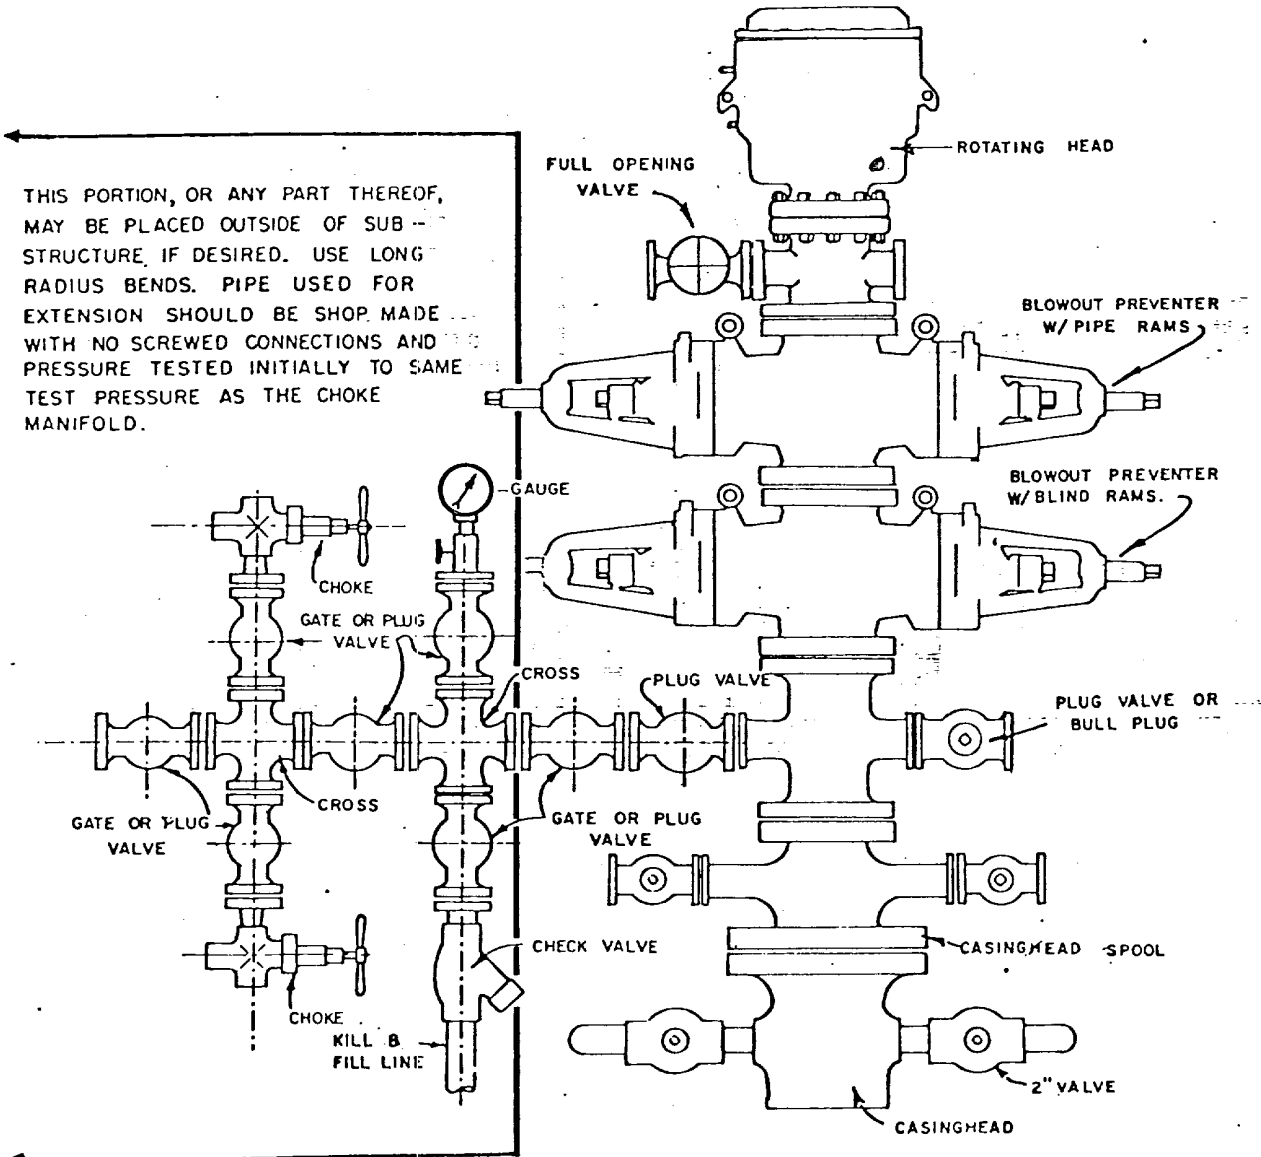 THIS PORTION, OR ANY PART THEREOF,
MAY BE PLACED OUTSIDE OF SUB-
STRUCTURE IF DESIRED. USE LONG
RADIUS BENDS. PIPE USED FOR
EXTENSION SHOULD BE SHOP MADE
WITH NO SCREWED CONNECTIONS AND
PRESSURE TESTED INITIALLY TO SAME
TEST PRESSURE AS THE CHOKE
MANIFOLD.
ROTATING HEAD
FULL OPENING
VALVE
BLOWOUT PREVENTER
W/PIPE RAMS
BLOWOUT PREVENTER
W/BLIND RAMS.
GAUGE
CHOKE
GATE OR PLUG
VALVE
CROSS
PLUG VALVE
PLUG VALVE OR
BULL PLUG
CROSS
GATE OR PLUG
VALVE
GATE OR PLUG
VALVE
CHECK VALVE
CASINGHEAD SPOOL
CHOKE
KILL &
FILL LINE
2" VALVE
CASINGHEAD